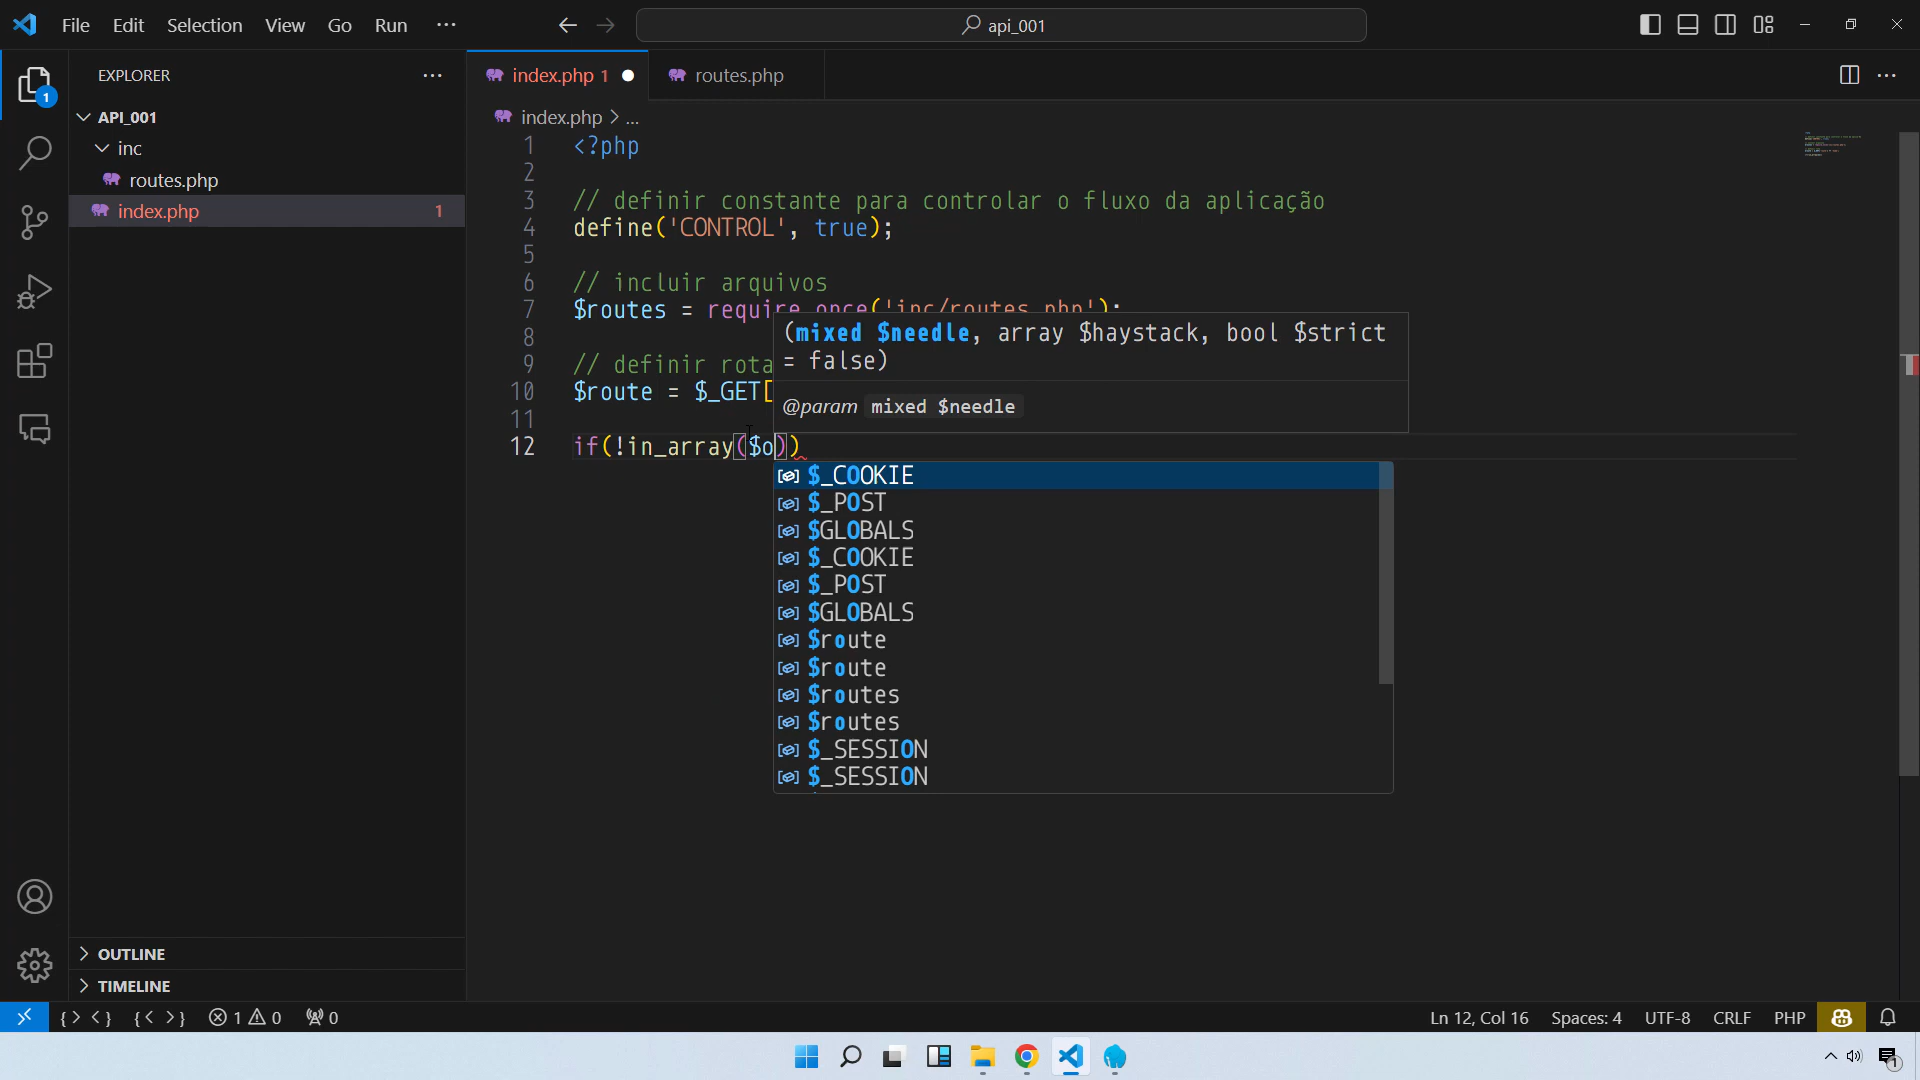 File Edit Selection View Go Run ···
api_001
EXPLORER
API_001
inc
routes.php
index.php 1
OUTLINE
TIMELINE
1
index.php 1
routes.php
index.php > ...
1 <?php
2
3 // definir constante para controlar o fluxo da aplicação
4 define('CONTROL', true);
5
6 // incluir arquivos
7 $routes = require_once('inc/routes.php');
8
9 // definir rota
10 $route = $_GET[
11
12 if(!in_array($o))
(mixed $needle, array $haystack, bool $strict
= false)
@param mixed $needle
$_COOKIE
$_POST
$GLOBALS
$_COOKIE
$_POST
$GLOBALS
$route
$route
$routes
$routes
$_SESSION
$_SESSION
{> <} {< >} 1 0 0
Ln 12, Col 16 Spaces: 4 UTF-8 CRLF PHP
1